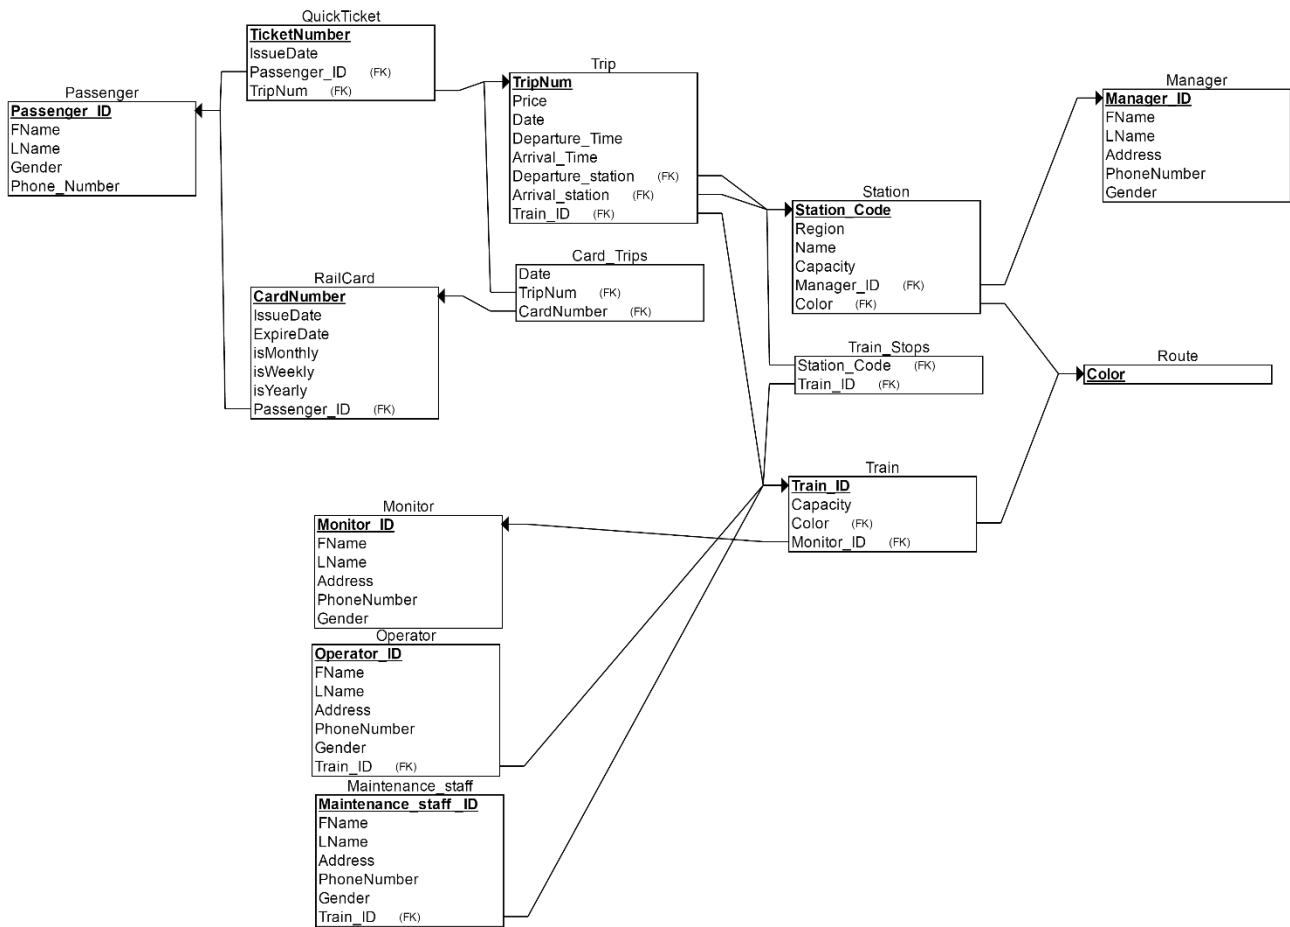 QuickTicket
TicketNumber
IssueDate
Passenger_ID (FK)
TripNum (FK)
Passenger
Passenger_ID
FName
LName
Gender
Phone_Number
Trip
TripNum
Price
Date
Departure_Time
Arrival_Time
Departure_station (FK)
Arrival_station (FK)
Train_ID (FK)
Manager
Manager_ID
FName
LName
Address
PhoneNumber
Gender
Station
Station_Code
Region
Name
Capacity
Manager_ID (FK)
Color (FK)
Card_Trips
Date
TripNum (FK)
CardNumber (FK)
RailCard
CardNumber
IssueDate
ExpireDate
isMonthly
isWeekly
isYearly
Passenger_ID (FK)
Train_Stops
Station_Code (FK)
Train_ID (FK)
Route
Color
Train
Train_ID
Capacity
Color (FK)
Monitor_ID (FK)
Monitor
Monitor_ID
FName
LName
Address
PhoneNumber
Gender
Operator
Operator_ID
FName
LName
Address
PhoneNumber
Gender
Train_ID (FK)
Maintenance_staff
Maintenance_staff_ID
FName
LName
Address
PhoneNumber
Gender
Train_ID (FK)